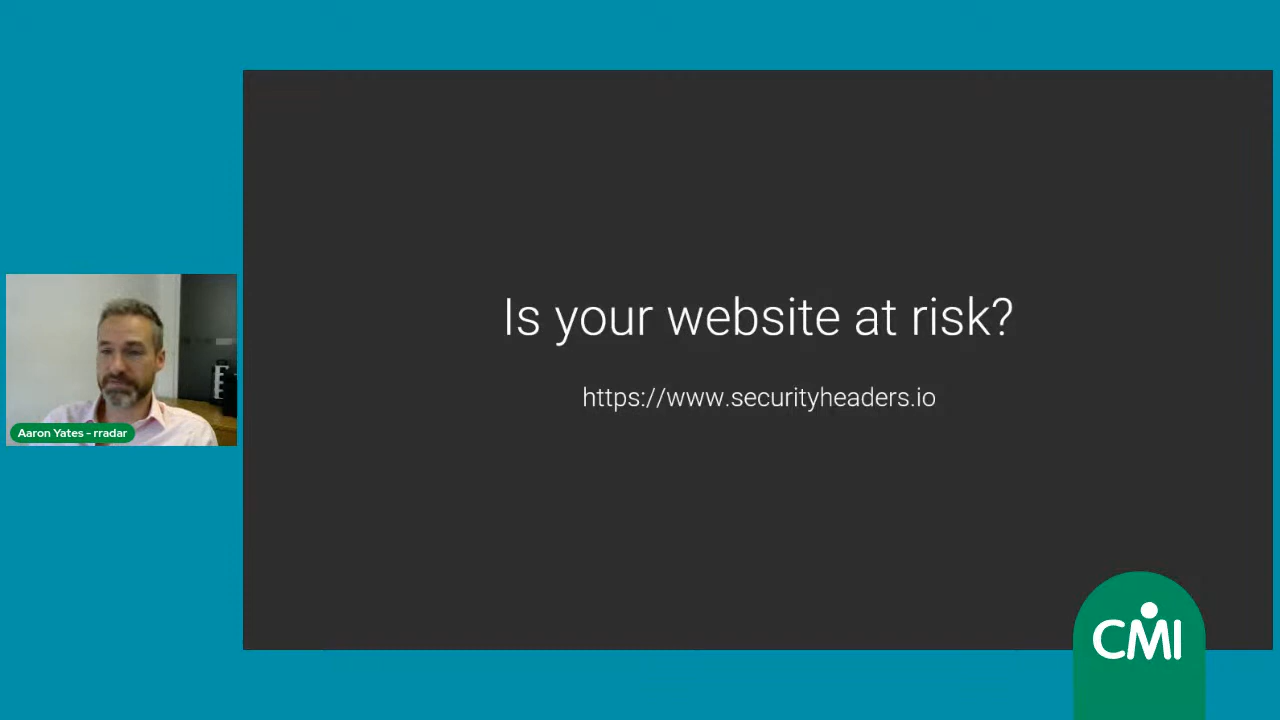 Is your website at risk?
https://www.securityheaders.io
Aaron Yates - rradar
CMI